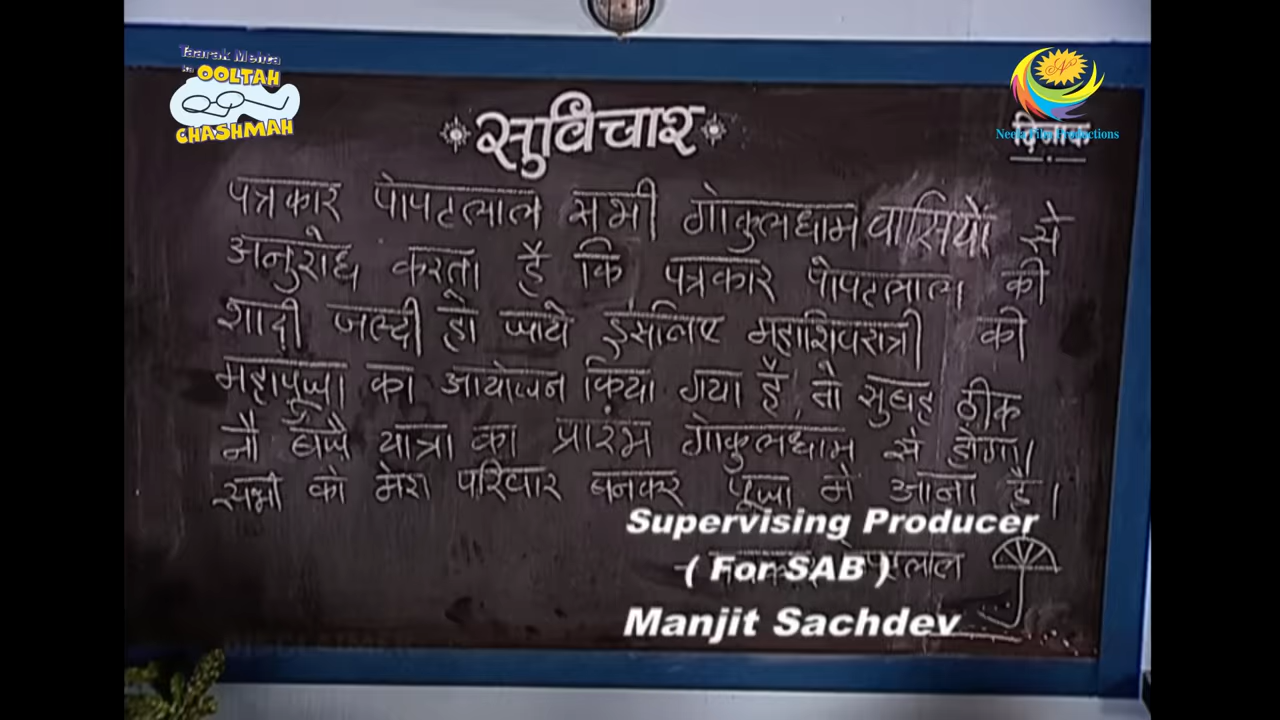 Taarak Mehta
ka OOLTAH
CHASHMAH
Neela Film Productions
सुविचार
दिनांक
पत्रकार पोपटलाल सभी गोकुलधाम वासियों से
अनुरोध करता है कि पत्रकार पोपटलाल की
शादी जल्दी हो जाये इसलिए महाशिवरात्री की
महापूजा का आयोजन किया गया है, तो सुबह ठीक
नौ बजे यात्रा का प्रारंभ गोकुलधाम से होगा।
सभी को मेरा परिवार बनकर पूजा में आना है।
Supervising Producer
( For SAB )
Manjit Sachdev